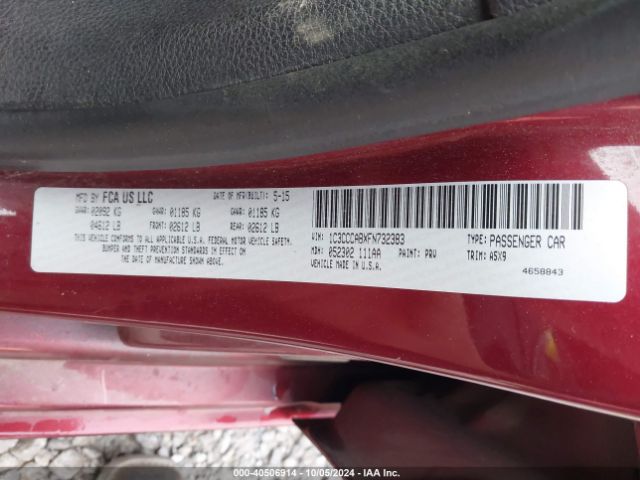 MFD BY FCA US LLC DATE OF MFR(BUILT): 5-15
GVWR: 02092 KG GAWR: 01185 KG GAWR: 01185 KG
04612 LB FRONT: 02612 LB REAR: 02612 LB
THIS VEHICLE CONFORMS TO ALL APPLICABLE U.S.A. FEDERAL MOTOR VEHICLE SAFETY,
BUMPER AND THEFT PREVENTION STANDARDS IN EFFECT ON
THE DATE OF MANUFACTURE SHOWN ABOVE.
VIN: 1C3CCCABXFN732383 TYPE: PASSENGER CAR
MDH: 052302 111AA PAINT: PRV TRIM: A5X9
VEHICLE MADE IN U.S.A. 4658843
000-40506914 - 10/05/2024 - IAA Inc.